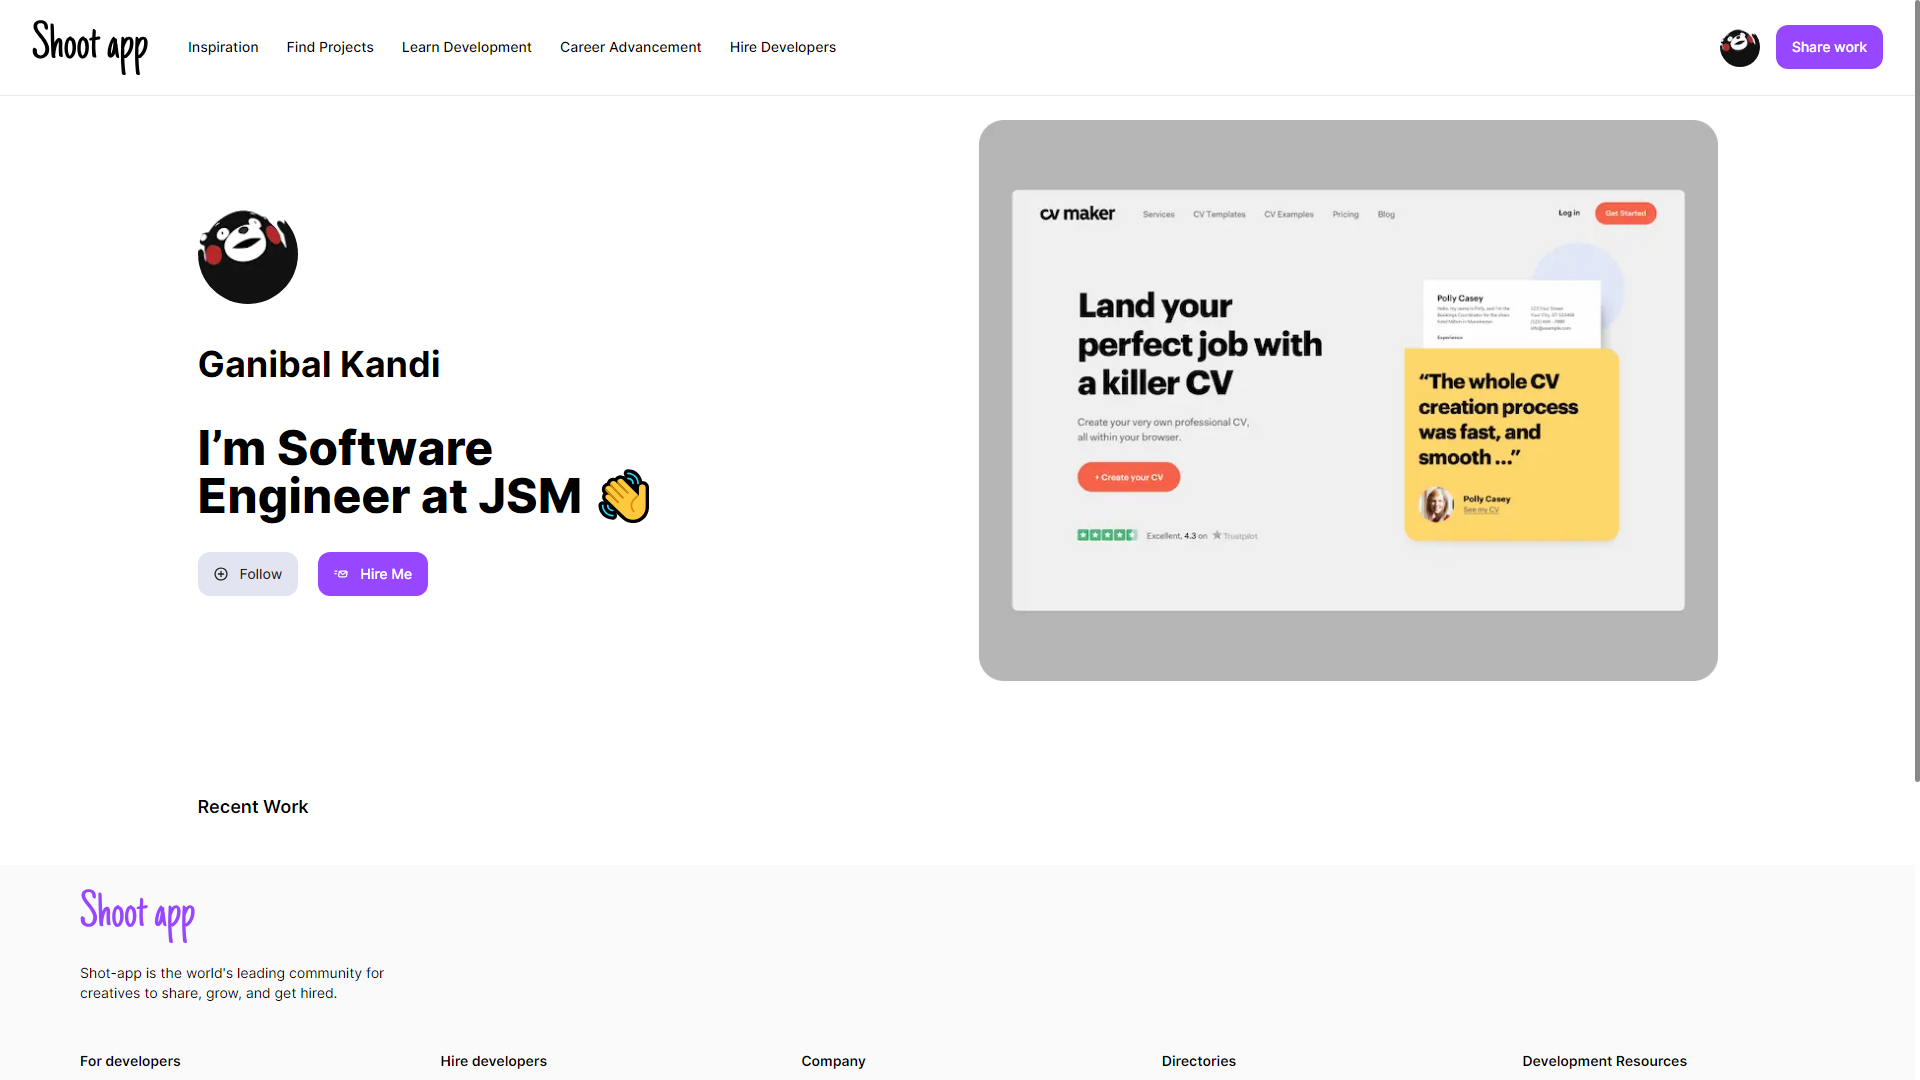 Shoot app
Inspiration
Find Projects
Learn Development
Career Advancement
Hire Developers
Share work
Ganibal Kandi
I’m Software
Engineer at JSM
Follow
Hire Me
cv maker
Services
CV Templates
CV Examples
Pricing
Blog
Log in
Get Started
Land your
perfect job with
a killer CV
Create your very own professional CV,
all within your browser.
+ Create your CV
Excellent, 4.3 on
Trustpilot
Polly Casey
Experience
“The whole CV
creation process
was fast, and
smooth ...”
Polly Casey
See my CV
Recent Work
Shoot app
Shot-app is the world's leading community for
creatives to share, grow, and get hired.
For developers
Hire developers
Company
Directories
Development Resources